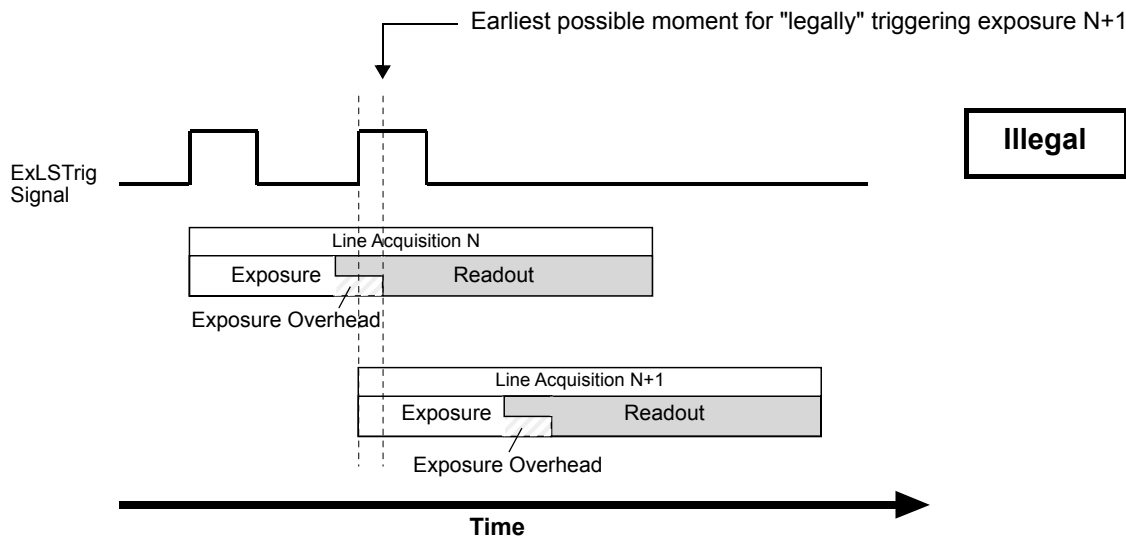 Earliest possible moment for "legally" triggering exposure N+1
Illegal
ExLSTrig
Signal
Line Acquisition N
Exposure
Readout
Exposure Overhead
Line Acquisition N+1
Exposure
Readout
Exposure Overhead
Time